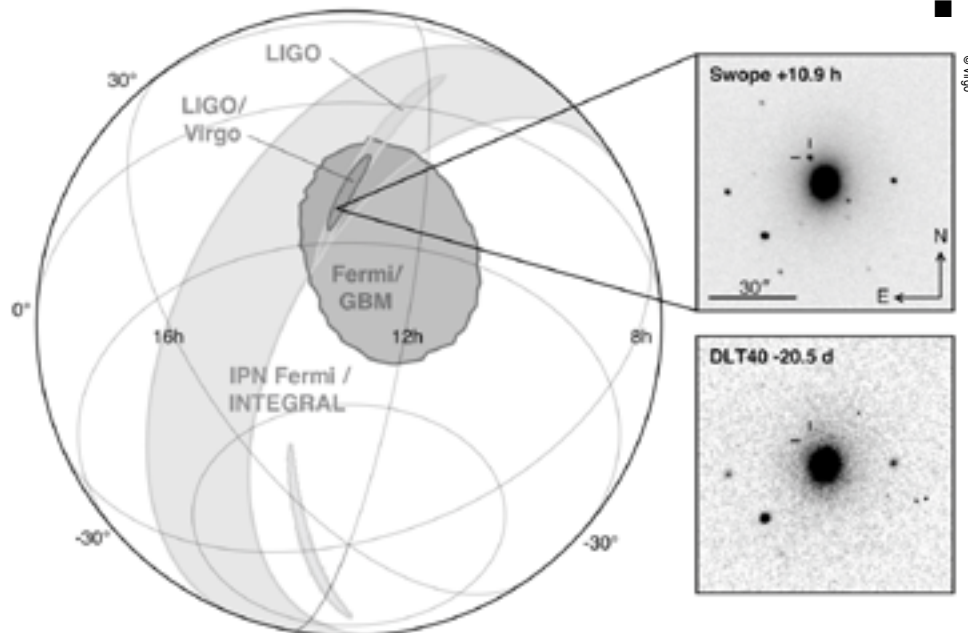 LIGO
30°
LIGO/
Virgo
Fermi/
GBM
0°
16h
12h
8h
IPN Fermi /
INTEGRAL
-30°
-30°
Swope +10.9 h
N
30"
E
DLT40 -20.5 d
© Virgo